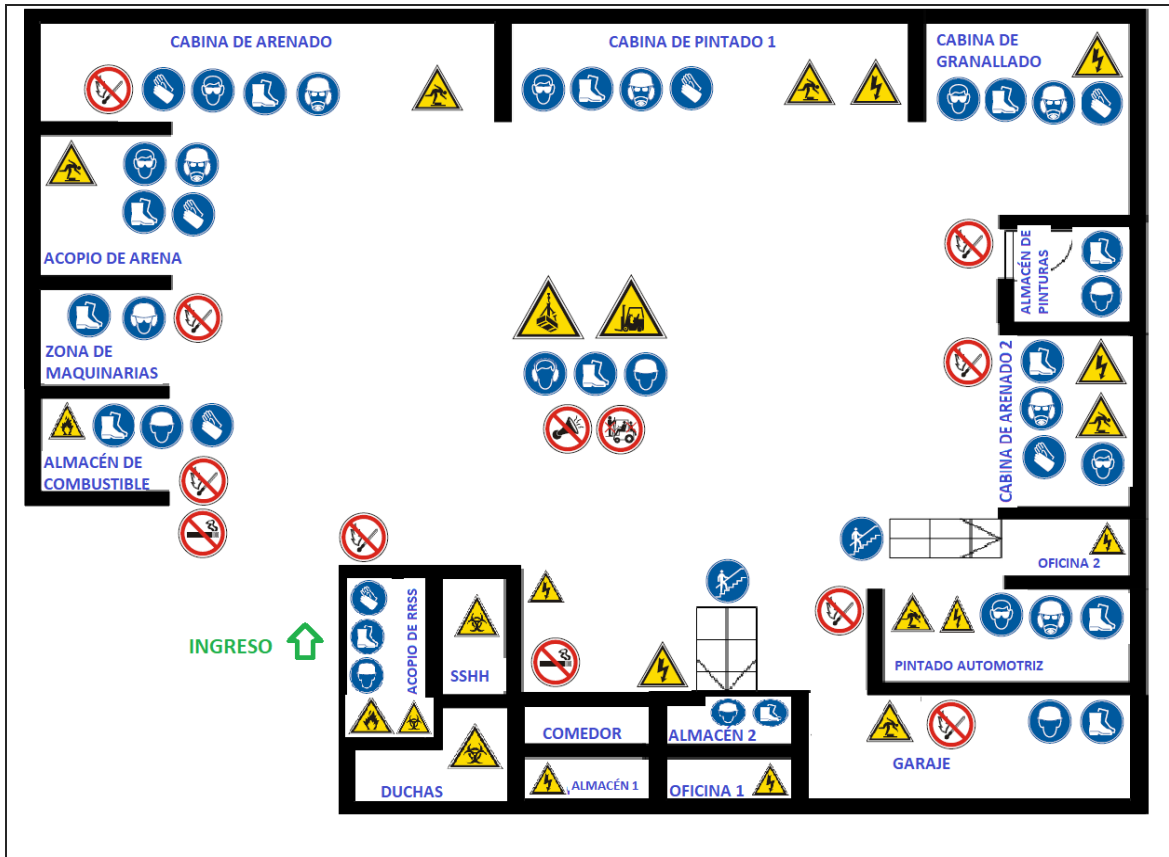 CABINA DE ARENADO
CABINA DE PINTADO 1
CABINA DE
GRANALLADO
ACOPIO DE ARENA
ALMACÉN DE
PINTURAS
ZONA DE
MAQUINARIAS
CABINA DE ARENADO 2
ALMACÉN DE
COMBUSTIBLE
OFICINA 2
INGRESO
ACOPIO DE RRSS
SSHH
PINTADO AUTOMOTRIZ
COMEDOR
ALMACÉN 2
GARAJE
DUCHAS
ALMACÉN 1
OFICINA 1